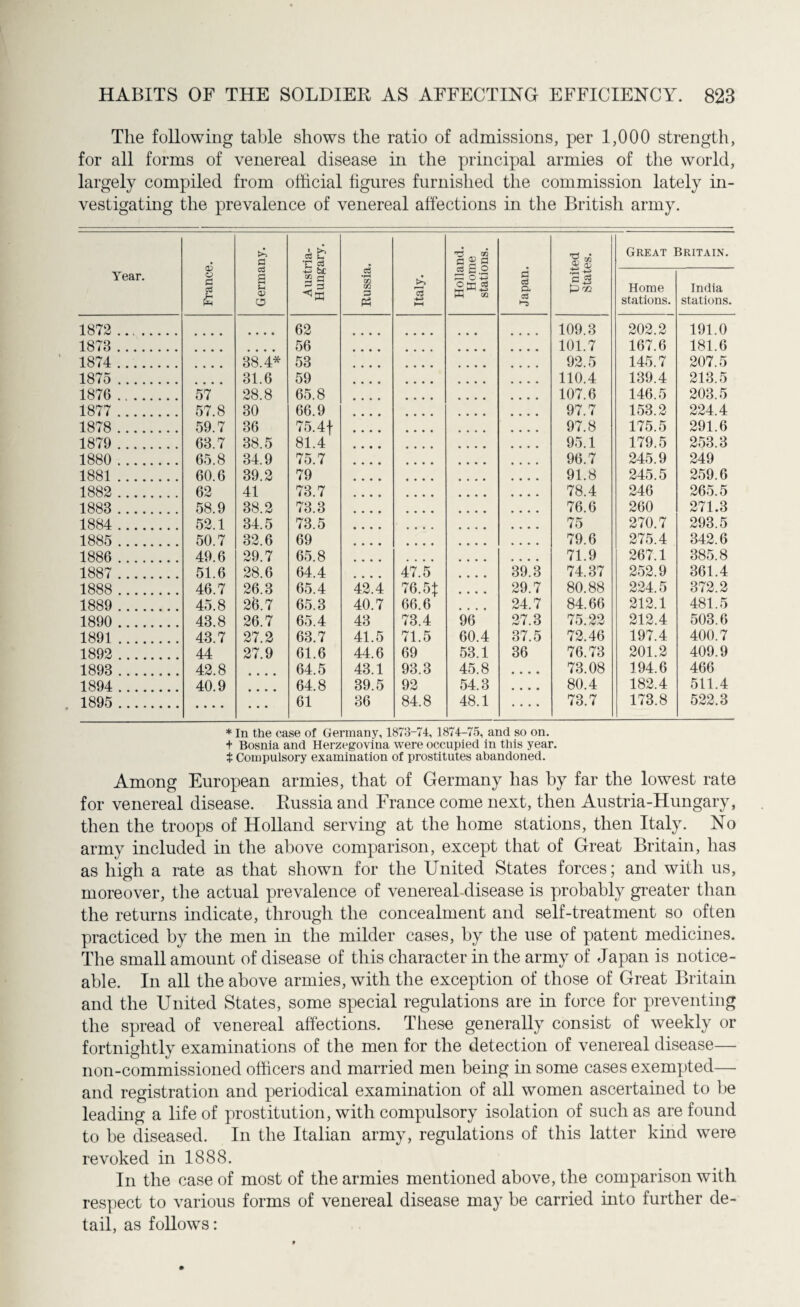 HABITS OF THE SOLDIER AS AFFECTING EFFICIENCY. 823
The following table shows the ratio of admissions, per 1,000 strength,
for all forms of venereal disease in the principal armies of the world,
largely compiled from official figures furnished the commission lately in-
vestigating the prevalence of venereal affections in the British army.
Year. France. Germany. Austria-Hungary. Russia. Italy. Holland. Home stations. Japan. United States. GREAT BRITAIN.
Home stations. India stations.
1872 ........ .... .... 62 .... .... ... .... 109.3 202.2 191.0
1873 ........ .... .... 56 .... .... .... .... 101.7 167.6 181.6
1874 ........ .... 38.4* 53 .... .... .... .... 92.5 145.7 207.5
1875 ........ .... 31.6 59 .... .... .... .... 110.4 139.4 213.5
1876 ........ 57 28.8 65.8 .... .... .... .... 107.6 146.5 203.5
1877 ........ 57.8 30 66.9 .... .... .... .... 97.7 153.2 224.4
1878 ........ 59.7 36 75.4† .... .... .... .... 97.8 175.5 291.6
1879 ........ 63.7 38.5 81.4 .... .... .... .... 95.1 179.5 253.3
1880 ........ 65.8 34.9 75.7 .... .... .... .... 96.7 245.9 249
1881 ........ 60.6 39.2 79 .... .... .... .... 91.8 245.5 259.6
1882 ........ 62 41 73.7 .... .... .... .... 78.4 246 265.5
1883 ........ 58.9 38.2 73.3 .... .... .... .... 76.6 260 271.3
1884 ........ 52.1 34.5 73.5 .... .... .... .... 75 270.7 293.5
1885 ........ 50.7 32.6 69 .... .... .... .... 79.6 275.4 342.6
1886 ........ 49.6 29.7 65.8 .... .... .... .... 71.9 267.1 385.8
1887 ........ 51.6 28.6 64.4 .... 47.5 .... 39.3 74.37 252.9 361.4
1888 ........ 46.7 26.3 65.4 42.4 76.5‡ .... 29.7 80.88 224.5 372.2
1889 ........ 45.8 26.7 65.3 40.7 66.6 .... 24.7 84.66 212.1 481.5
1890 ........ 43.8 26.7 65.4 43 73.4 96 27.3 75.22 212.4 503.6
1891 ........ 43.7 27.2 63.7 41.5 71.5 60.4 37.5 72.46 197.4 400.7
1892 ........ 44 27.9 61.6 44.6 69 53.1 36 76.73 201.2 409.9
1893 ........ 42.8 .... 64.5 43.1 93.3 45.8 .... 73.08 194.6 466
1894 ........ 40.9 .... 64.8 39.5 92 54.3 .... 80.4 182.4 511.4
1895 ........ .... ... 61 36 84.8 48.1 .... 73.7 173.8 522.3
* In the case of Germany, 1873-74, 1874-75, and so on.
+ Bosnia and Herzegovina were occupied in this year.
‡ Compulsory examination of prostitutes abandoned.
Among European armies, that of Germany has by far the lowest rate
for venereal disease. Russia and France come next, then Austria-Hungary,
then the troops of Holland serving at the home stations, then Italy. No
army included in the above comparison, except that of Great Britain, has
as high a rate as that shown for the United States forces; and with us,
moreover, the actual prevalence of venereal disease is probably greater than
the returns indicate, through the concealment and self-treatment so often
practiced by the men in the milder cases, by the use of patent medicines.
The small amount of disease of this character in the army of Japan is notice-
able. In all the above armies, with the exception of those of Great Britain
and the United States, some special regulations are in force for preventing
the spread of venereal affections. These generally consist of weekly or
fortnightly examinations of the men for the detection of venereal disease—
non-commissioned officers and married men being in some cases exempted—
and registration and periodical examination of all women ascertained to be
leading a life of prostitution, with compulsory isolation of such as are found
to be diseased. In the Italian army, regulations of this latter kind were
revoked in 1888.
In the case of most of the armies mentioned above, the comparison with
respect to various forms of venereal disease may be carried into further de-
tail, as follows: